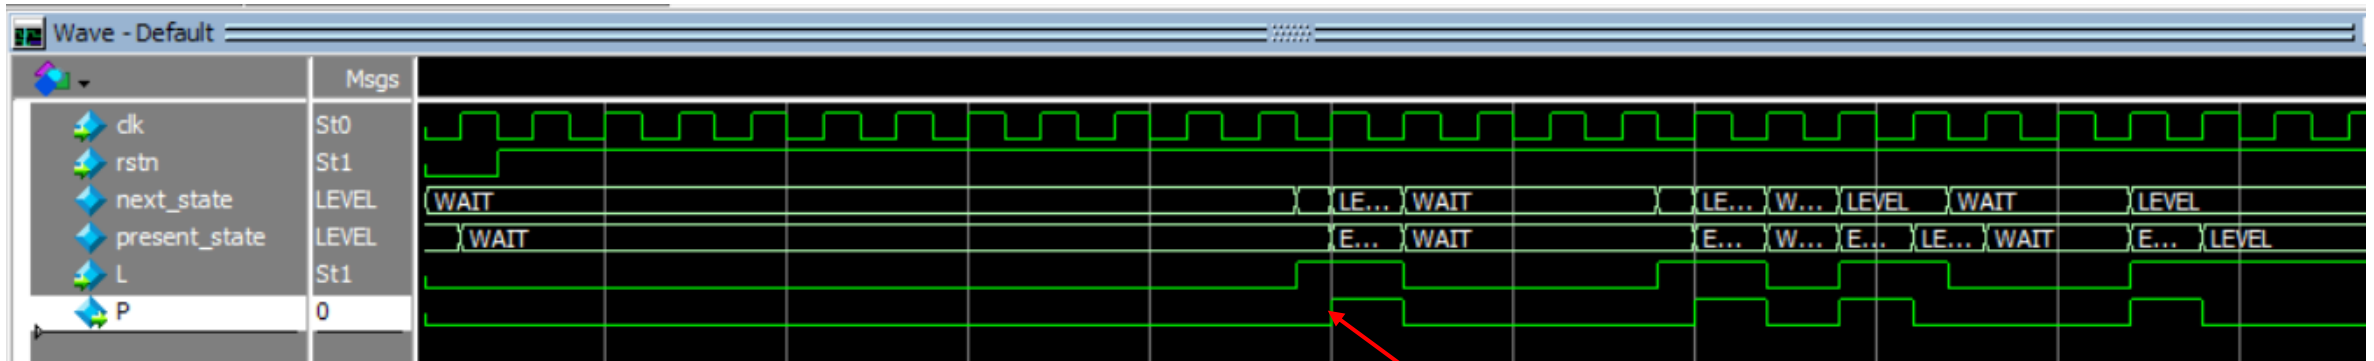 Wave - Default
Msgs
clk St0
rstn St1
next_state LEVEL WAIT LE... WAIT LE... W... LEVEL WAIT LEVEL
present_state LEVEL WAIT E... WAIT E... W... E... LE... WAIT E... LEVEL
L St1
P 0